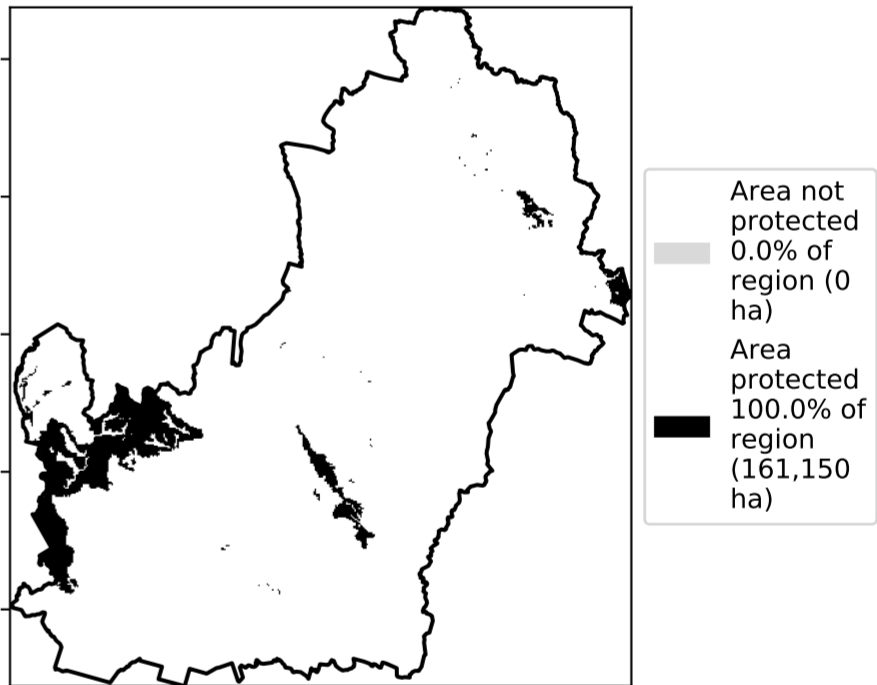 Area not
protected
0.0% of
region (0
ha)
Area
protected
100.0% of
region
(161,150
ha)